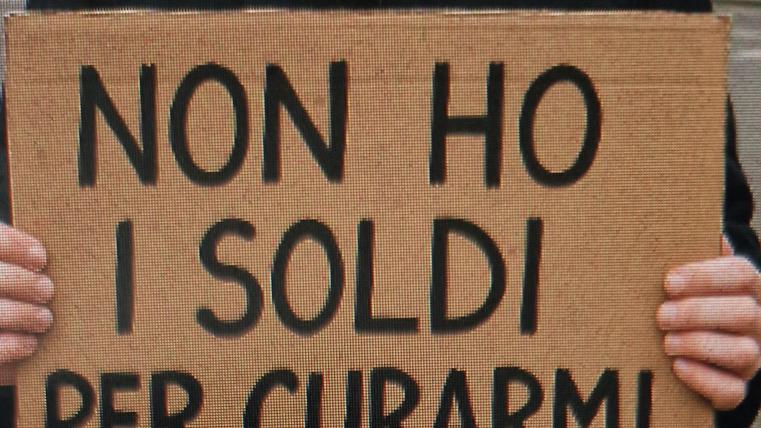 NON HO
I SOLDI
PER CURARMI